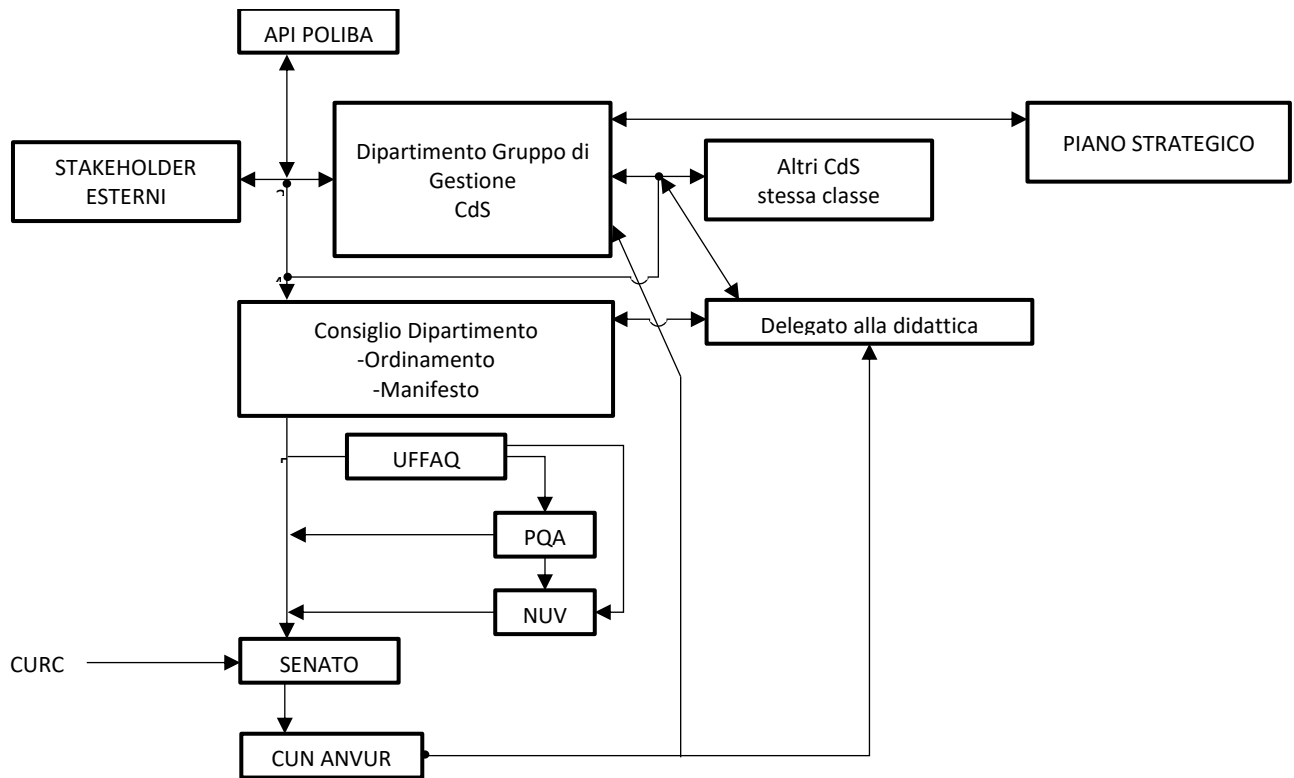 API POLIBA
Dipartimento Gruppo di
Gestione
CdS
PIANO STRATEGICO
STAKEHOLDER
ESTERNI
Altri CdS
stessa classe
Consiglio Dipartimento
-Ordinamento
-Manifesto
Delegato alla didattica
UFFAQ
PQA
NUV
CURC
SENATO
CUN ANVUR